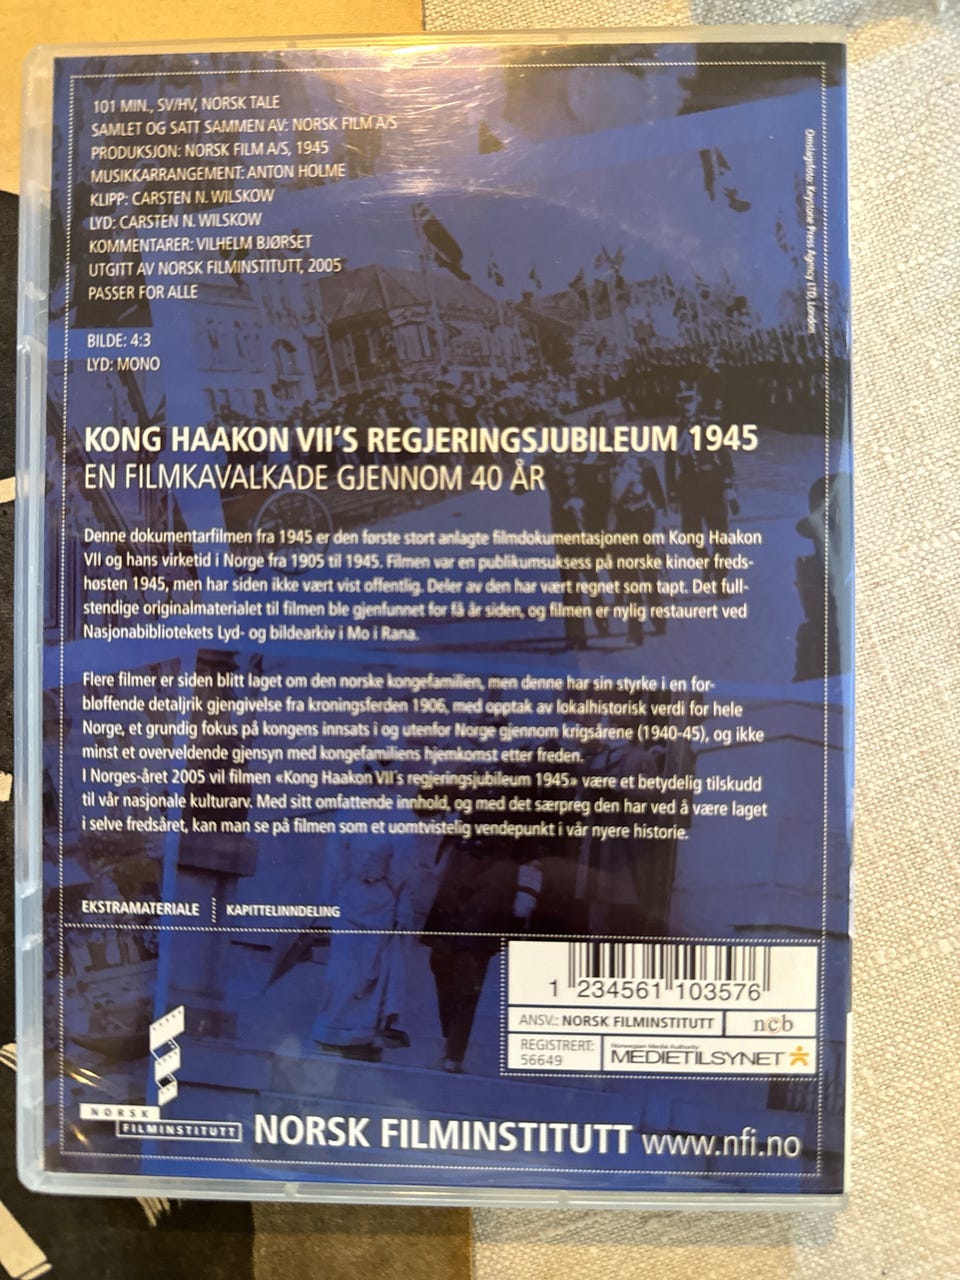 101 MIN., SV/HV, NORSK TALE
SAMLET OG SATT SAMMEN AV: NORSK FILM A/S
PRODUKSJON: NORSK FILM A/S, 1945
MUSIKKARRANGEMENT: ANTON HOLME
KLIPP: CARSTEN N. WILSKOW
LYD: CARSTEN N. WILSKOW
KOMMENTARER: VILHELM BJØRSET
UTGITT AV NORSK FILMINSTITUTT, 2005
PASSER FOR ALLE
BILDE: 4:3
LYD: MONO
Omslagsfoto: Keystone Press Agency LTD, London.
KONG HAAKON VII'S REGJERINGSJUBILEUM 1945
EN FILMKAVALKADE GJENNOM 40 ÅR
Denne dokumentarfilmen fra 1945 er den første stort anlagte filmdokumentasjonen om Kong Haakon
VII og hans virketid i Norge fra 1905 til 1945. Filmen var en publikumsuksess på norske kinoer freds-
høsten 1945, men har siden ikke vært vist offentlig. Deler av den har vært regnet som tapt. Det full-
stendige originalmaterialet til filmen ble gjenfunnet for få år siden, og filmen er nylig restaurert ved
Nasjonabibliotekets Lyd- og bildearkiv i Mo i Rana.
Flere filmer er siden blitt laget om den norske kongefamilien, men denne har sin styrke i en for-
bloffende detaljrik gjengivelse fra kroningsferden 1906, med opptak av lokalhistorisk verdi for hele
Norge, et grundig fokus på kongens innsats i og utenfor Norge gjennom krigsårene (1940-45), og ikke
minst et overveldende gjensyn med kongefamiliens hjemkomst etter freden.
I Norges-året 2005 vil filmen «Kong Haakon VII's regjeringsjubileum 1945» være et betydelig tilskudd
til vår nasjonale kulturarv. Med sitt omfattende innhold, og med det særpreg den har ved å være laget
i selve fredsåret, kan man se på filmen som et uomtvistelig vendepunkt i vår nyere historie.
EKSTRAMATERIALE KAPITTELINNDELING
1 234561 103576
ANSV.: NORSK FILMINSTITUTT ncb
REGISTRERT:
56649
Norwegian Media Authority
MEDIETILSYNET
NORSK
FILMINSTITUTT
NORSK FILMINSTITUTT www.nfi.no